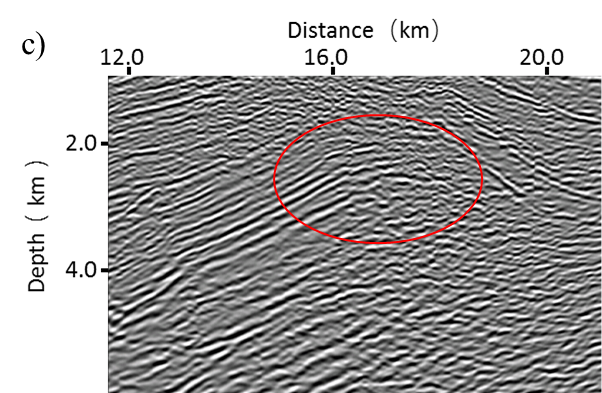 c)
Distance （km）
12.0 16.0 20.0
2.0
4.0
Depth（ km ）